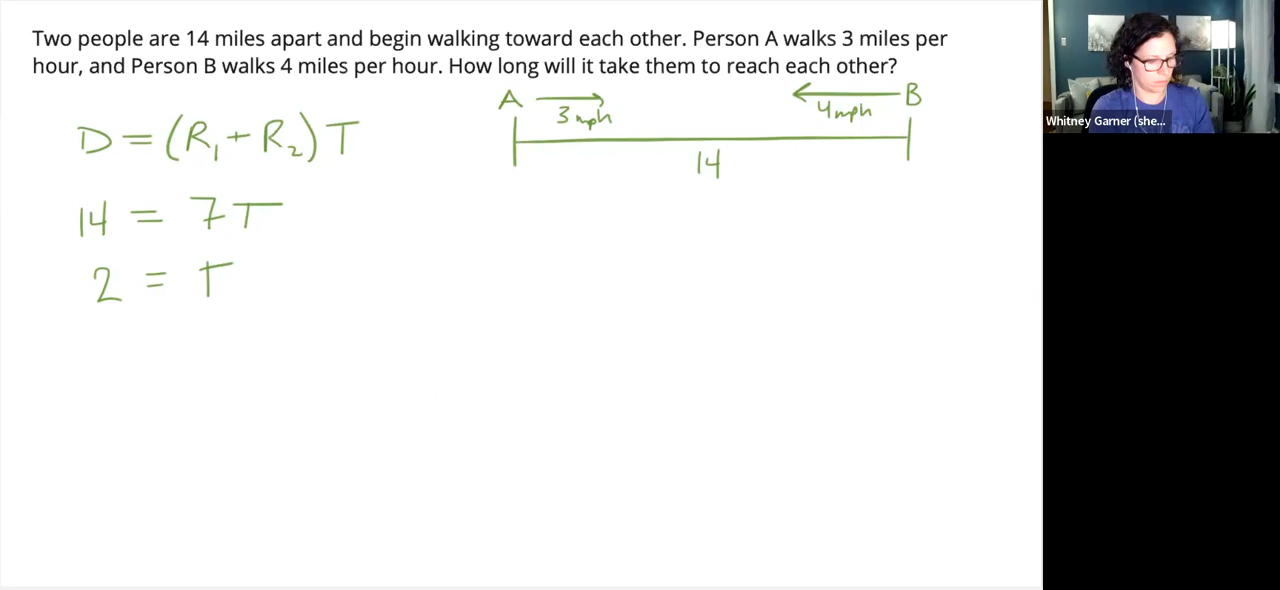 Two people are 14 miles apart and begin walking toward each other. Person A walks 3 miles per
hour, and Person B walks 4 miles per hour. How long will it take them to reach each other?
A B
3mph 4mph
14
D = (R₁ + R₂) T
14 = 7T
2 = T
Whitney Garner (she...